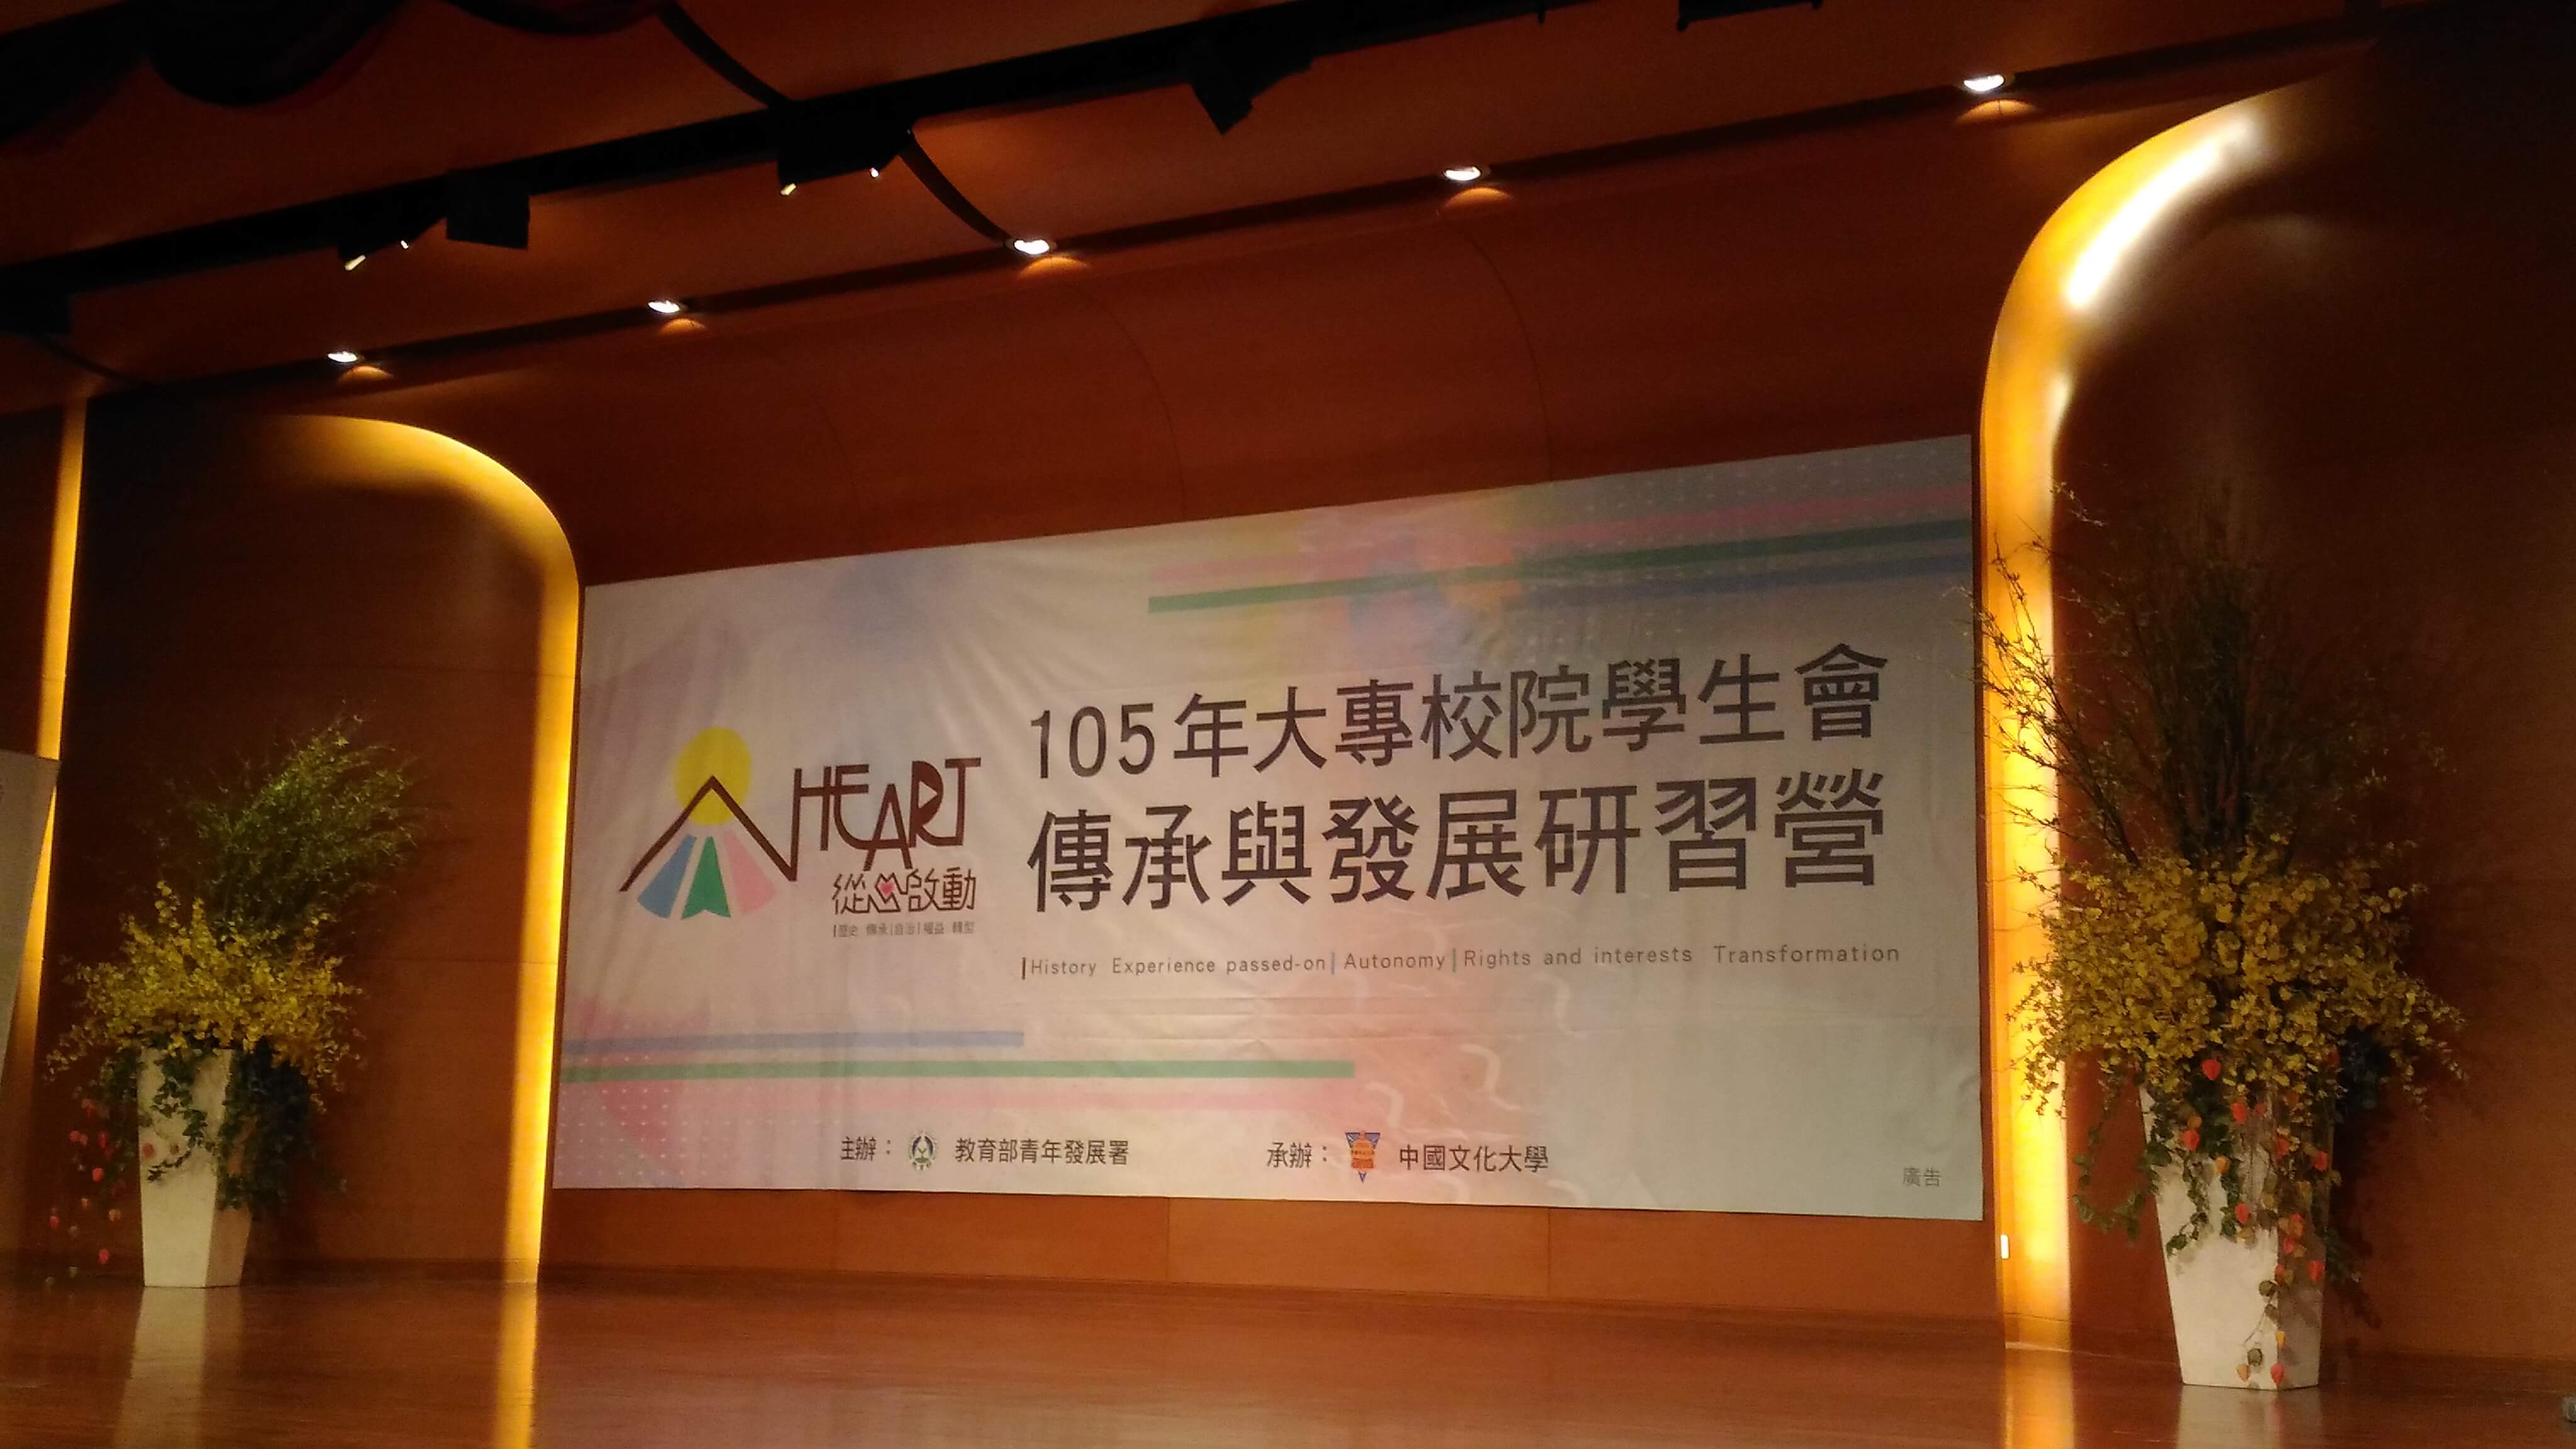 HEART
從心啟動
歷史 傳承|自治|權益 轉型
105年大專校院學生會
傳承與發展研習營
|History Experience passed-on|Autonomy|Rights and interests Transformation
主辦： 教育部青年發展署 承辦： 中國文化大學
廣告